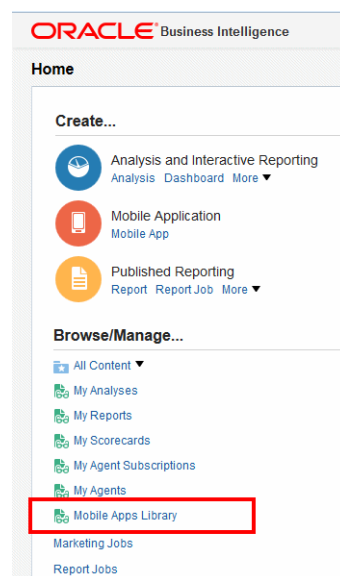 ORACLE Business Intelligence
Home
Create...
Analysis and Interactive Reporting
Analysis Dashboard More ▼
Mobile Application
Mobile App
Published Reporting
Report Report Job More ▼
Browse/Manage...
All Content ▼
My Analyses
My Reports
My Scorecards
My Agent Subscriptions
My Agents
Mobile Apps Library
Marketing Jobs
Report Jobs